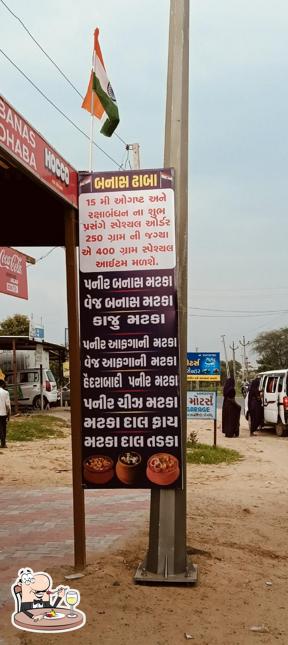 BANAS
DHABA
HOCCO
Coca-Cola
બનાસ ઢાબા
15 મી ઓગષ્ટ અને
રક્ષાબંધન ના શુભ
પ્રસંગે સ્પેશ્યલ ઓર્ડર
250 ગ્રામ ની જગ્યા
એ 400 ગ્રામ સ્પેશ્યલ
આઈટમ મળશે.
પનીર બનાસ મટકા
વેજ બનાસ મટકા
કાજુ મટકા
પનીર આફગાની મટકા
વેજ આફગાની મટકા
હૈદરાબાદી પનીર મટકા
પનીર ચીઝ મટકા
મટકા દાલ ફ્રાય
મટકા દાલ તડકા
મોટર્સ
GARAGE